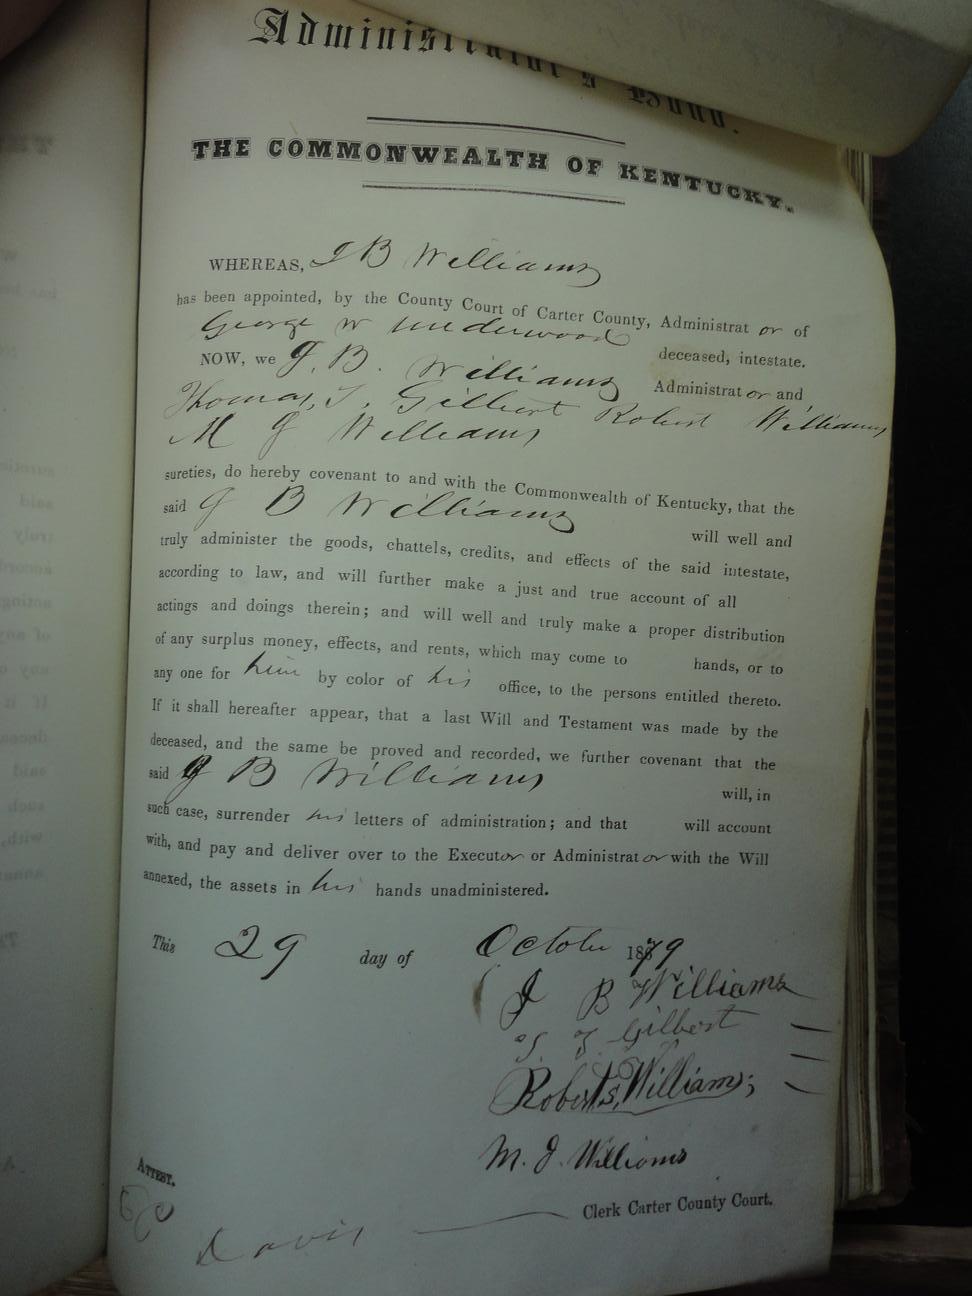 Administrator's Bond.
THE COMMONWEALTH OF KENTUCKY.
WHEREAS, J B Williams
has been appointed, by the County Court of Carter County, Administrat or of
George W Underwood deceased, intestate.
NOW, we J. B. Williams Administrat or and
Thomas J. Gilbert Robert Williams
M J Williams
sureties, do hereby covenant to and with the Commonwealth of Kentucky, that the
said J B Williams will well and
truly administer the goods, chattels, credits, and effects of the said intestate,
according to law, and will further make a just and true account of all
actings and doings therein; and will well and truly make a proper distribution
of any surplus money, effects, and rents, which may come to hands, or to
any one for him by color of his office, to the persons entitled thereto.
If it shall hereafter appear, that a last Will and Testament was made by the
deceased, and the same be proved and recorded, we further covenant that the
said J B Williams will, in
such case, surrender his letters of administration; and that will account
with, and pay and deliver over to the Executor or Administrator with the Will
annexed, the assets in his hands unadministered.
This 29 day of October 1879
J B Williams
T. J. Gilbert
Robert S. Williams;
M. J. Williams
ATTEST.
Davis Clerk Carter County Court.